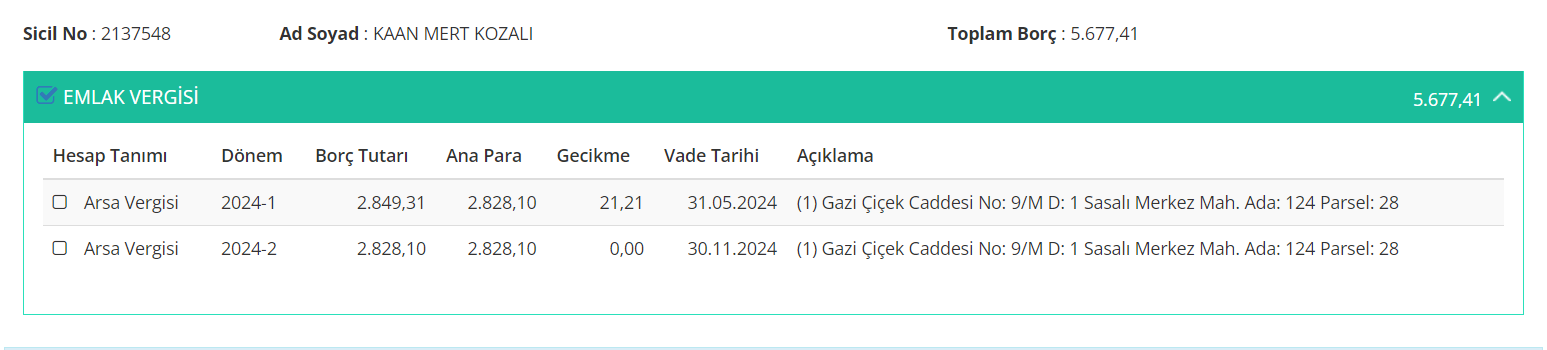 Sicil No : 2137548 Ad Soyad : KAAN MERT KOZALI Toplam Borç : 5.677,41
EMLAK VERGİSİ 5.677,41
Hesap Tanımı Dönem Borç Tutarı Ana Para Gecikme Vade Tarihi Açıklama
Arsa Vergisi 2024-1 2.849,31 2.828,10 21,21 31.05.2024 (1) Gazi Çiçek Caddesi No: 9/M D: 1 Sasalı Merkez Mah. Ada: 124 Parsel: 28
Arsa Vergisi 2024-2 2.828,10 2.828,10 0,00 30.11.2024 (1) Gazi Çiçek Caddesi No: 9/M D: 1 Sasalı Merkez Mah. Ada: 124 Parsel: 28